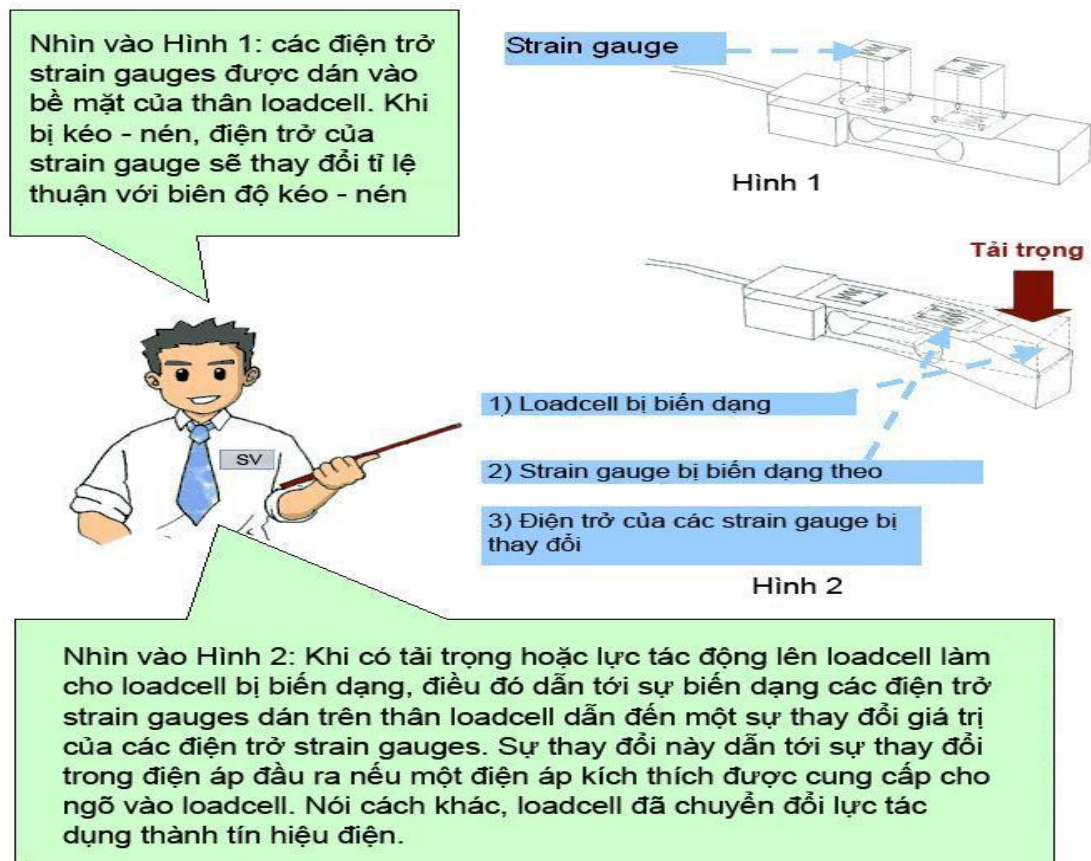 Nhìn vào Hình 1: các điện trở
strain gauges được dán vào
bề mặt của thân loadcell. Khi
bị kéo - nén, điện trở của
strain gauge sẽ thay đổi tỉ lệ
thuận với biên độ kéo - nén
Strain gauge
Hình 1
Tải trọng
1) Loadcell bị biến dạng
2) Strain gauge bị biến dạng theo
3) Điện trở của các strain gauge bị
thay đổi
Hình 2
SV
Nhìn vào Hình 2: Khi có tải trọng hoặc lực tác động lên loadcell làm
cho loadcell bị biến dạng, điều đó dẫn tới sự biến dạng các điện trở
strain gauges dán trên thân loadcell dẫn đến một sự thay đổi giá trị
của các điện trở strain gauges. Sự thay đổi này dẫn tới sự thay đổi
trong điện áp đầu ra nếu một điện áp kích thích được cung cấp cho
ngõ vào loadcell. Nói cách khác, loadcell đã chuyển đổi lực tác
dụng thành tín hiệu điện.